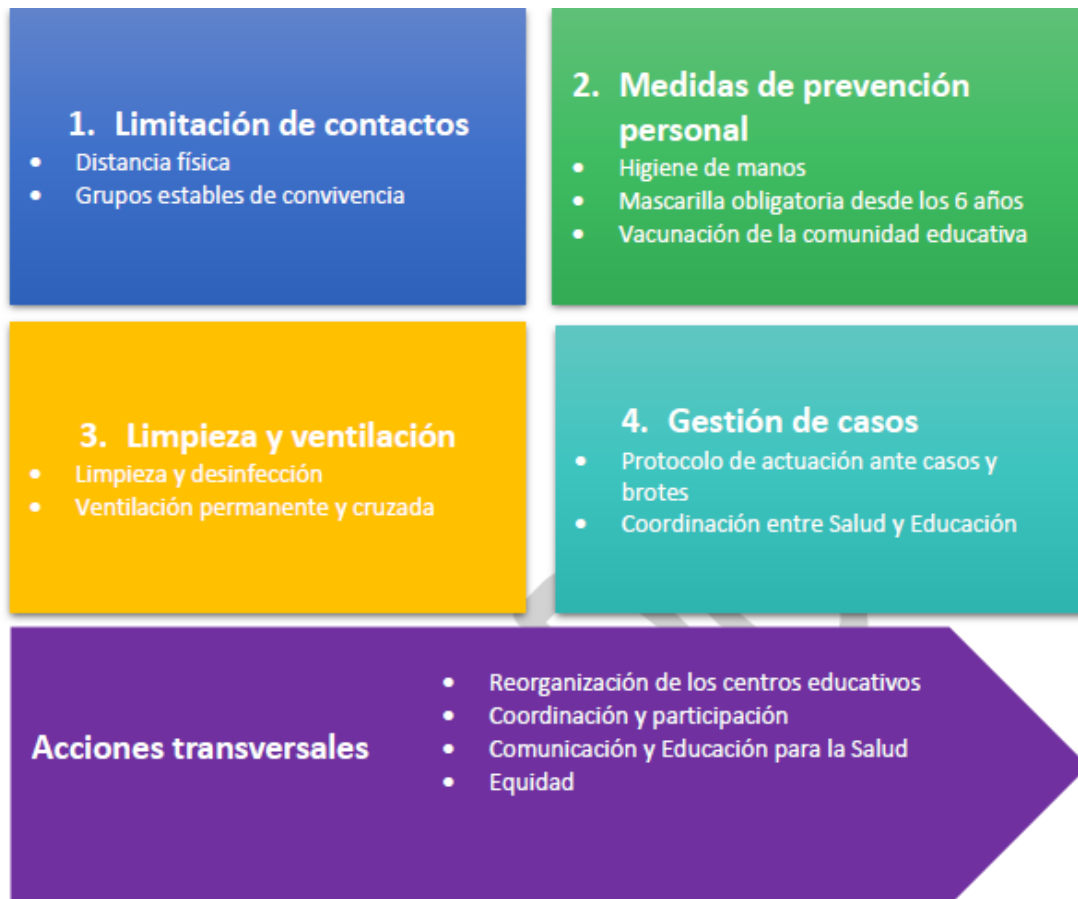 1. Limitación de contactos
• Distancia física
• Grupos estables de convivencia
2. Medidas de prevención
personal
• Higiene de manos
• Mascarilla obligatoria desde los 6 años
• Vacunación de la comunidad educativa
3. Limpieza y ventilación
• Limpieza y desinfección
• Ventilación permanente y cruzada
4. Gestión de casos
• Protocolo de actuación ante casos y
brotes
• Coordinación entre Salud y Educación
Acciones transversales
• Reorganización de los centros educativos
• Coordinación y participación
• Comunicación y Educación para la Salud
• Equidad